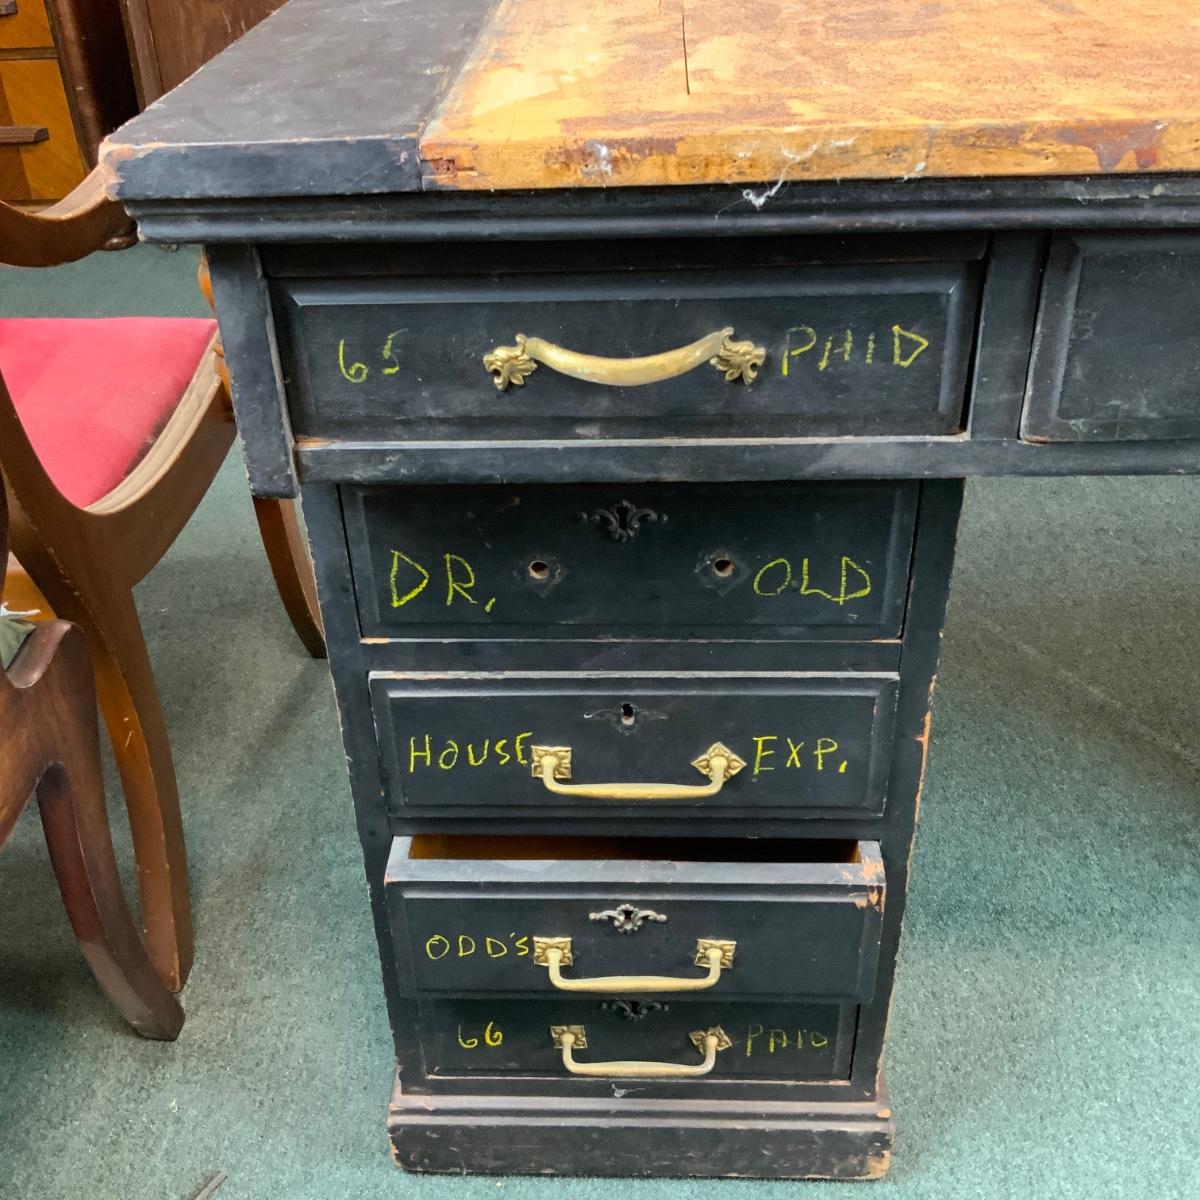 65 PAID
DR. OLD
HOUSE EXP.
ODD'S
66 PAID